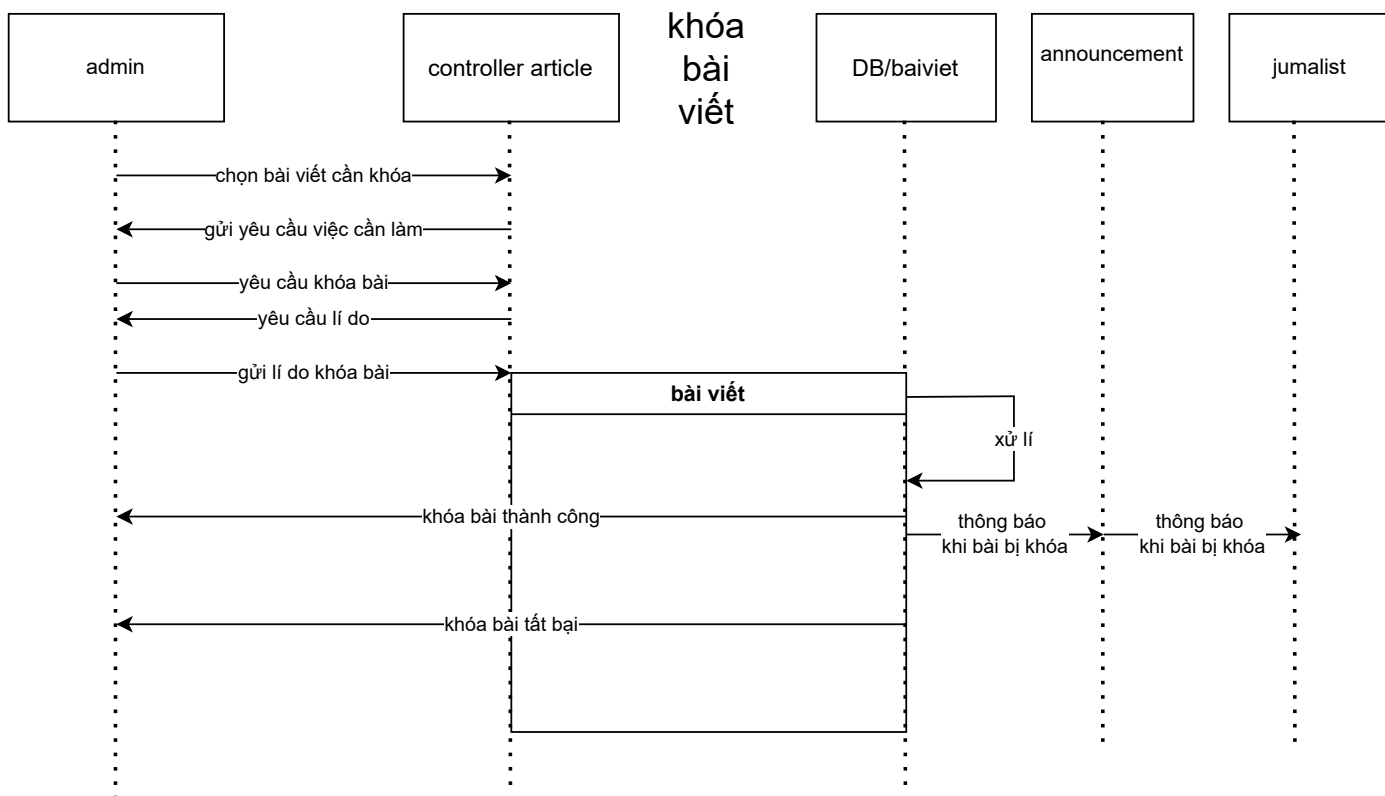 khóa
bài
viết
admin
controller article
DB/baiviet
announcement
jumalist
chọn bài viết cần khóa
gửi yêu cầu việc cần làm
yêu cầu khóa bài
yêu cầu lí do
gửi lí do khóa bài
bài viết
xử lí
khóa bài thành công
thông báo
khi bài bị khóa
thông báo
khi bài bị khóa
khóa bài tất bại